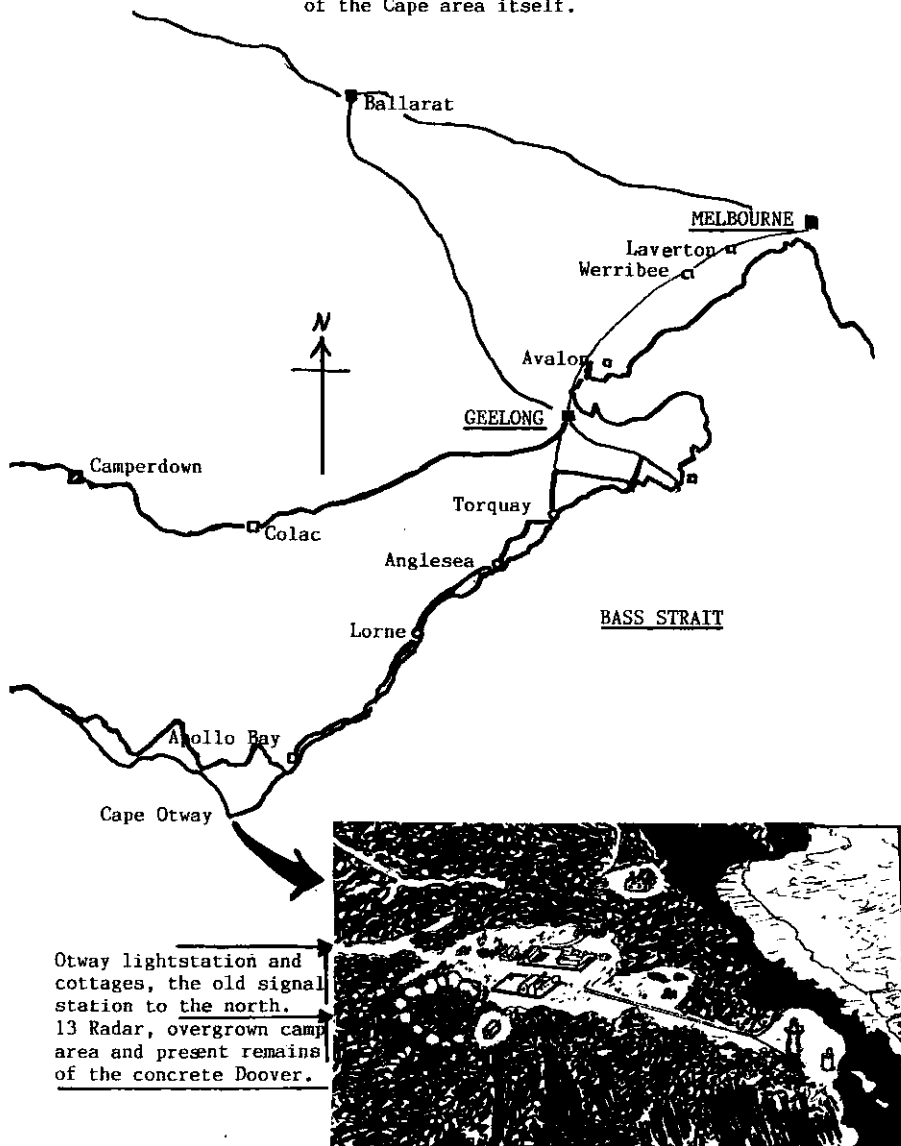 of the Cape area itself.
Ballarat
MELBOURNE
Laverton
Werribee
N
Avalon
GEELONG
Camperdown
Torquay
Colac
Anglesea
Lorne
BASS STRAIT
Apollo Bay
Cape Otway
Otway lightstation and
cottages, the old signal
station to the north.
13 Radar, overgrown camp
area and present remains
of the concrete Doover.